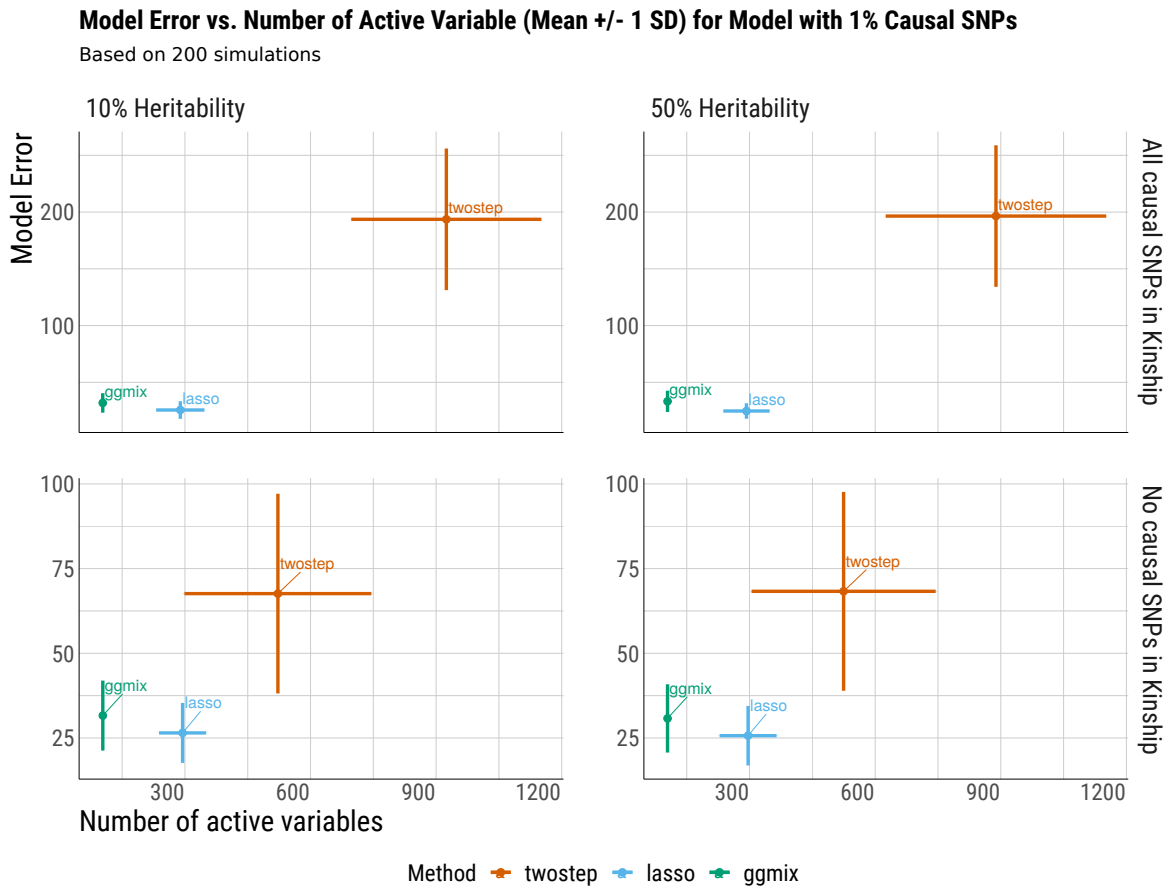 Model Error vs. Number of Active Variable (Mean +/- 1 SD) for Model with 1% Causal SNPs
Based on 200 simulations
10% Heritability
50% Heritability
Model Error
200
100
twostep
ggmix
lasso
200
100
twostep
ggmix
lasso
All causal SNPs in Kinship
100
75
50
25
twostep
ggmix
lasso
100
75
50
25
twostep
ggmix
lasso
No causal SNPs in Kinship
300 600 900 1200
300 600 900 1200
Number of active variables
Method twostep lasso ggmix